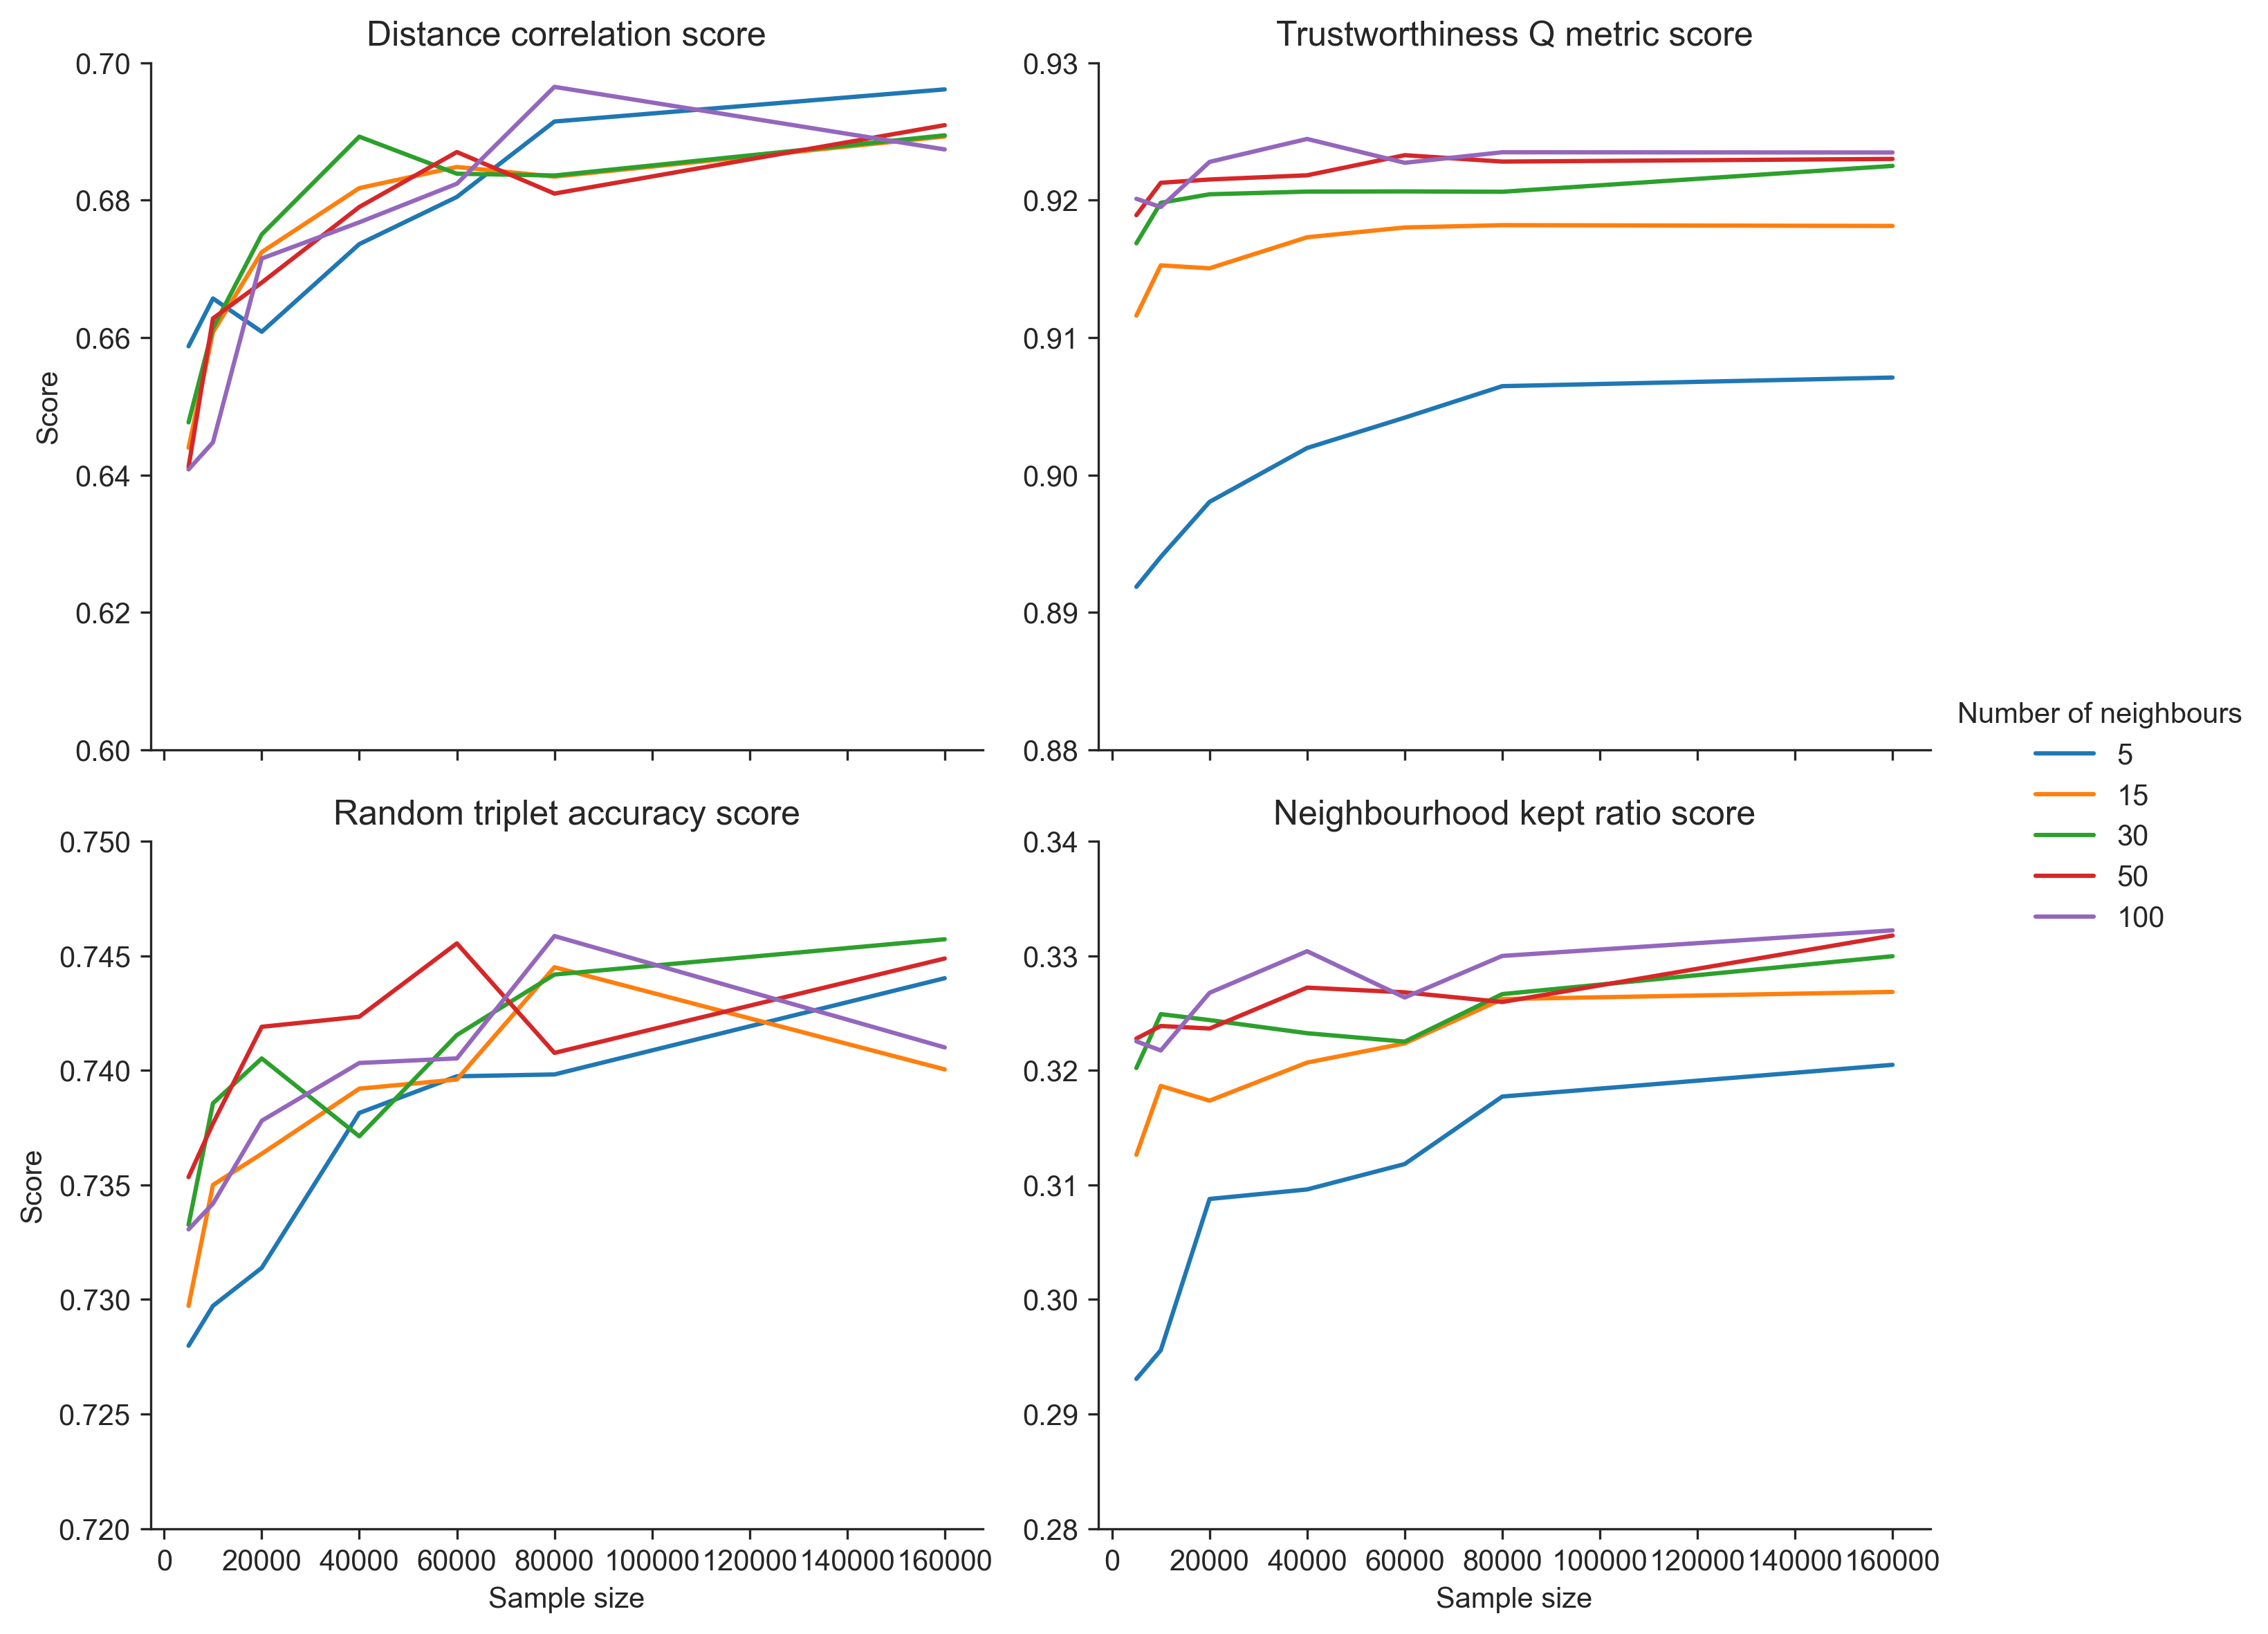 Distance correlation score
0.70
0.68
0.66
0.64
0.62
0.60
Score
Trustworthiness Q metric score
0.93
0.92
0.91
0.90
0.89
0.88
Number of neighbours
5
15
30
50
100
Random triplet accuracy score
0.750
0.745
0.740
0.735
0.730
0.725
0.720
Score
0 20000 40000 60000 80000 100000 120000 140000 160000
Sample size
Neighbourhood kept ratio score
0.34
0.33
0.32
0.31
0.30
0.29
0.28
0 20000 40000 60000 80000 100000 120000 140000 160000
Sample size